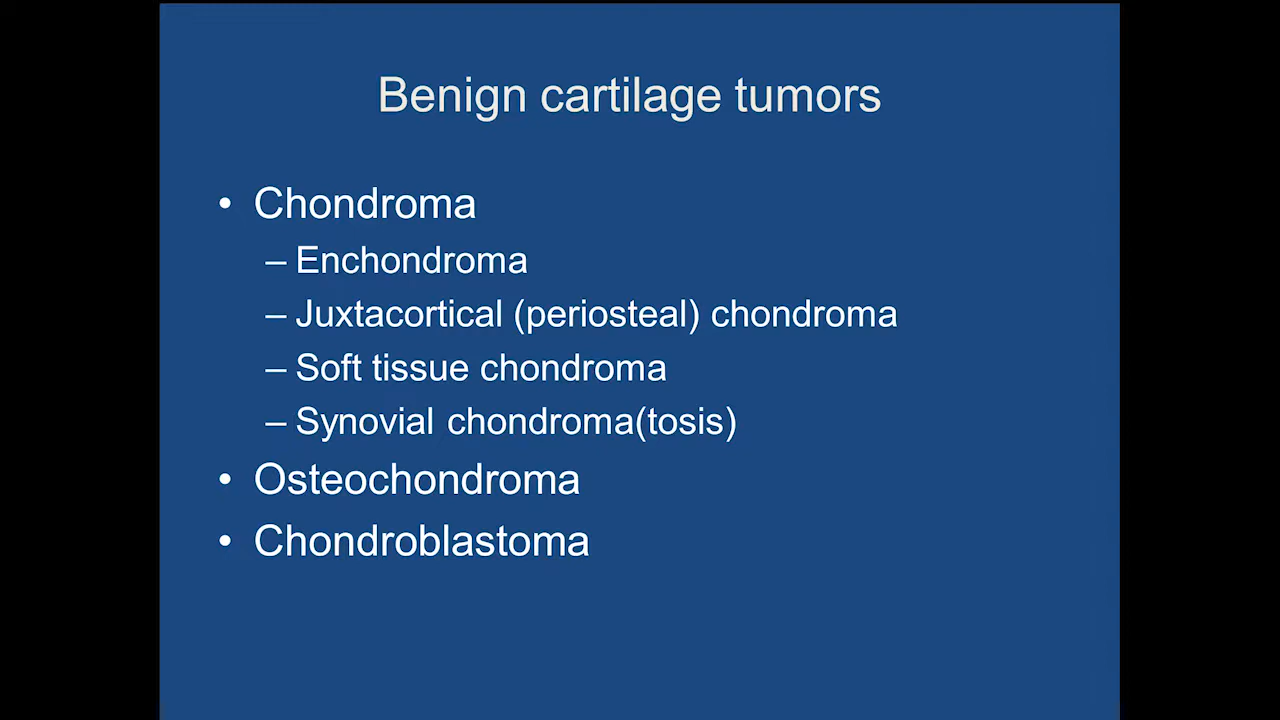 Benign cartilage tumors
• Chondroma
– Enchondroma
– Juxtacortical (periosteal) chondroma
– Soft tissue chondroma
– Synovial chondroma(tosis)
• Osteochondroma
• Chondroblastoma